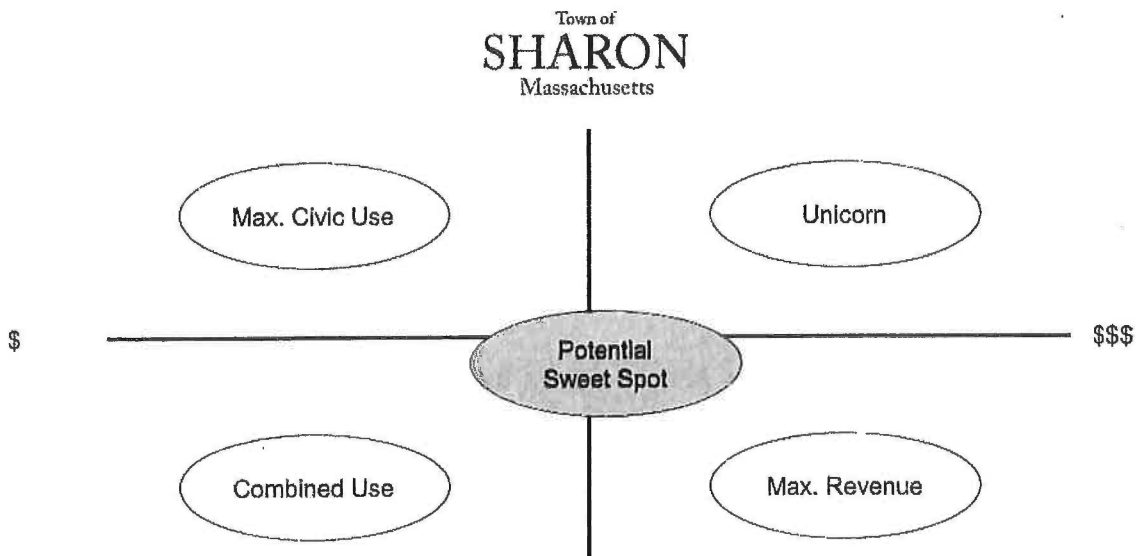 Town of
SHARON
Massachusetts
Max. Civic Use
Unicorn
$
Potential
Sweet Spot
$$$
Combined Use
Max. Revenue